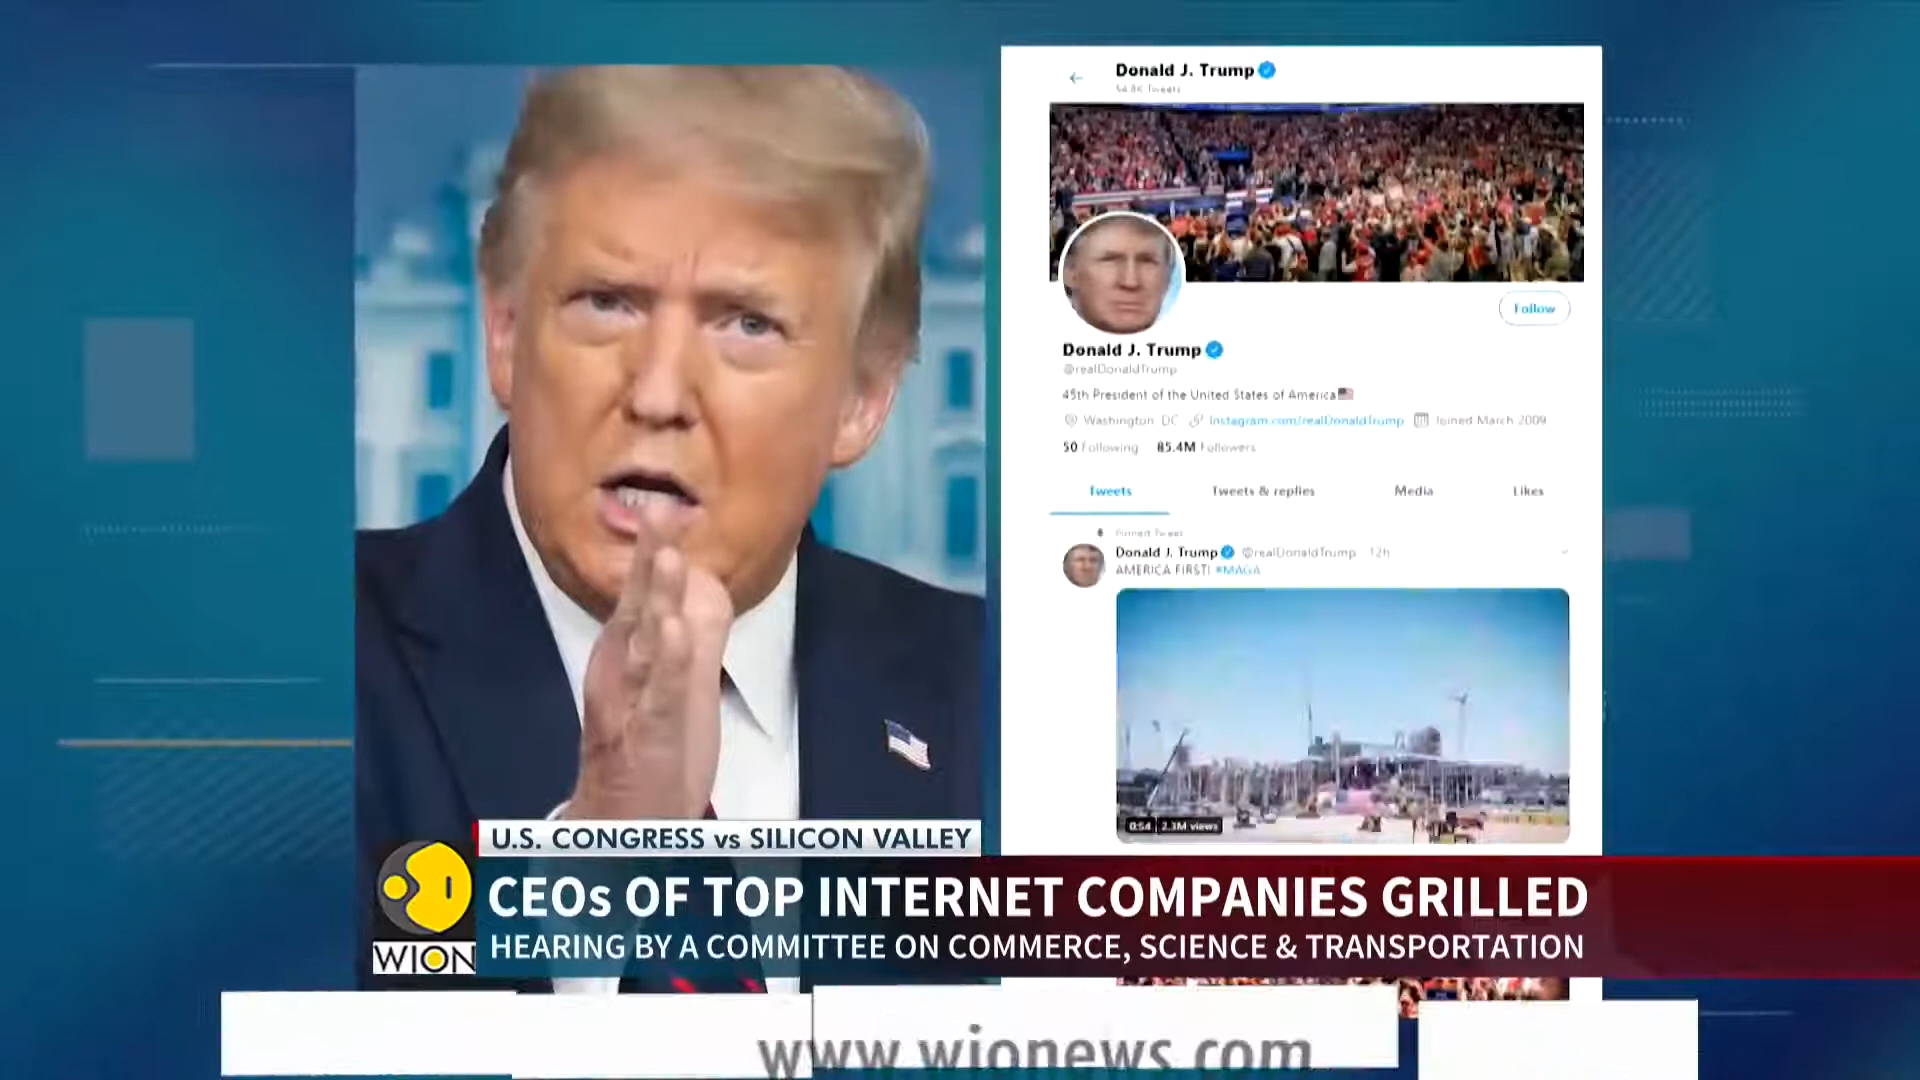 Donald J. Trump
54.8K Tweets
Follow
Donald J. Trump
@realDonaldTrump
45th President of the United States of America
Washington, DC Instagram.com/realDonaldTrump Joined March 2009
50 Following 85.4M Followers
Tweets Tweets & replies Media Likes
Pinned Tweet
Donald J. Trump @realDonaldTrump · 12h
AMERICA FIRST! #MAGA
0:54 2.3M views
U.S. CONGRESS vs SILICON VALLEY
CEOs OF TOP INTERNET COMPANIES GRILLED
HEARING BY A COMMITTEE ON COMMERCE, SCIENCE & TRANSPORTATION
WION
www.wionews.com